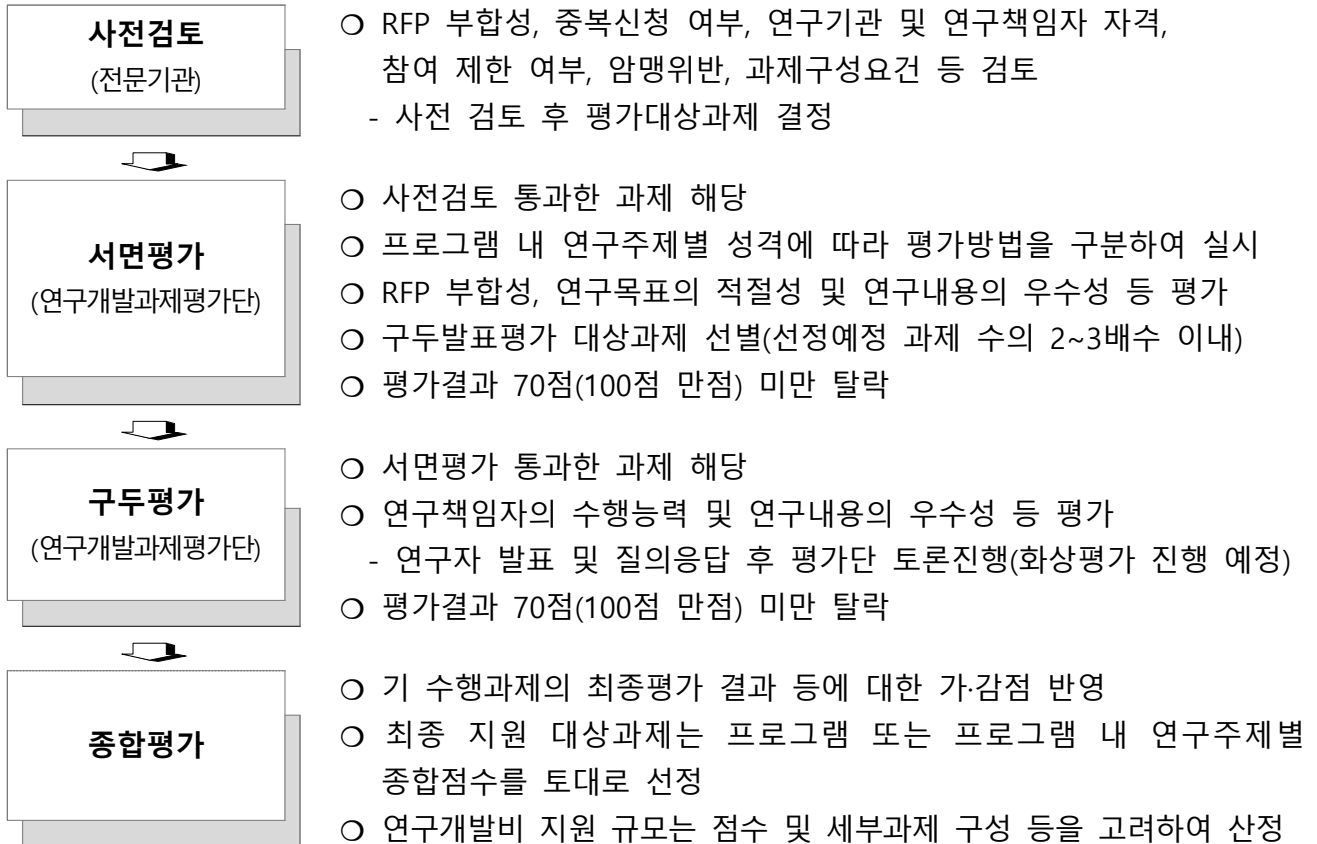 사전검토
(전문기관)
❍ RFP 부합성, 중복신청 여부, 연구기관 및 연구책임자 자격,
참여 제한 여부, 암맹위반, 과제구성요건 등 검토
- 사전 검토 후 평가대상과제 결정
서면평가
(연구개발과제평가단)
❍ 사전검토 통과한 과제 해당
❍ 프로그램 내 연구주제별 성격에 따라 평가방법을 구분하여 실시
❍ RFP 부합성, 연구목표의 적절성 및 연구내용의 우수성 등 평가
❍ 구두발표평가 대상과제 선별(선정예정 과제 수의 2~3배수 이내)
❍ 평가결과 70점(100점 만점) 미만 탈락
구두평가
(연구개발과제평가단)
❍ 서면평가 통과한 과제 해당
❍ 연구책임자의 수행능력 및 연구내용의 우수성 등 평가
- 연구자 발표 및 질의응답 후 평가단 토론진행(화상평가 진행 예정)
❍ 평가결과 70점(100점 만점) 미만 탈락
종합평가
❍ 기 수행과제의 최종평가 결과 등에 대한 가·감점 반영
❍ 최종 지원 대상과제는 프로그램 또는 프로그램 내 연구주제별
종합점수를 토대로 선정
❍ 연구개발비 지원 규모는 점수 및 세부과제 구성 등을 고려하여 산정